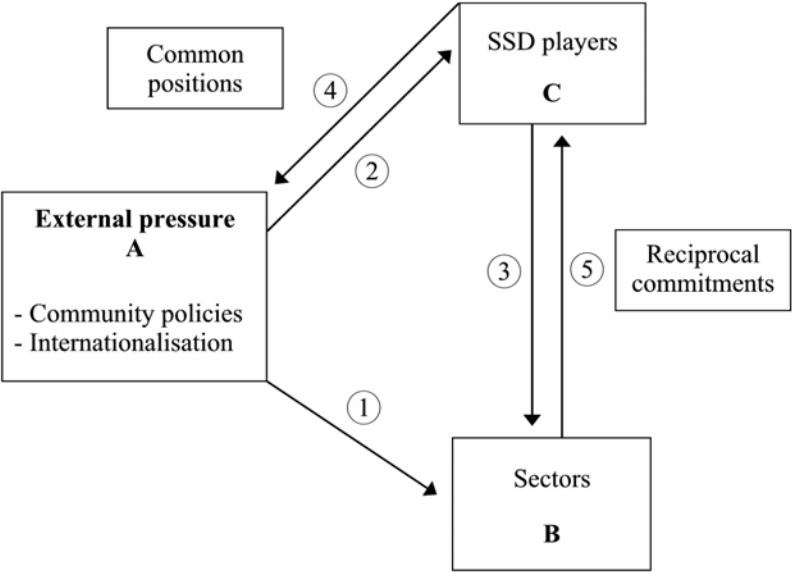 Common
positions
SSD players
C
4
2
External pressure
A
- Community policies
- Internationalisation
3
5
Reciprocal
commitments
1
Sectors
B